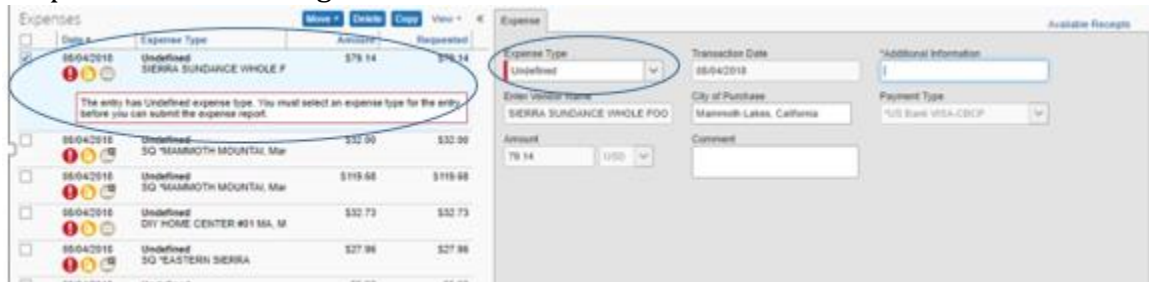 Expenses Move Delete Copy View Expense Available Receipts
Date Expense Type Amount Requested
08/04/2018 Undefined $79.14 $79.14
SIERRA SUNDANCE WHOLE F
The entry has Undefined expense type. You must select an expense type for the entry
before you can submit the expense report.
08/04/2018 Undefined $32.00 $32.00
SQ *MAMMOTH MOUNTAI, Mar
08/04/2018 Undefined $119.68 $119.68
SQ *MAMMOTH MOUNTAI, Mar
08/04/2018 Undefined $32.73 $32.73
DIY HOME CENTER #01 MA, M
08/04/2018 Undefined $27.96 $27.96
SQ *EASTERN SIERRA
Expense Type Transaction Date *Additional Information
Undefined 08/04/2018
Enter Vendor Name City of Purchase Payment Type
SIERRA SUNDANCE WHOLE FOO Mammoth Lakes, California *US Bank VISA-CBCP
Amount Comment
79.14 USD